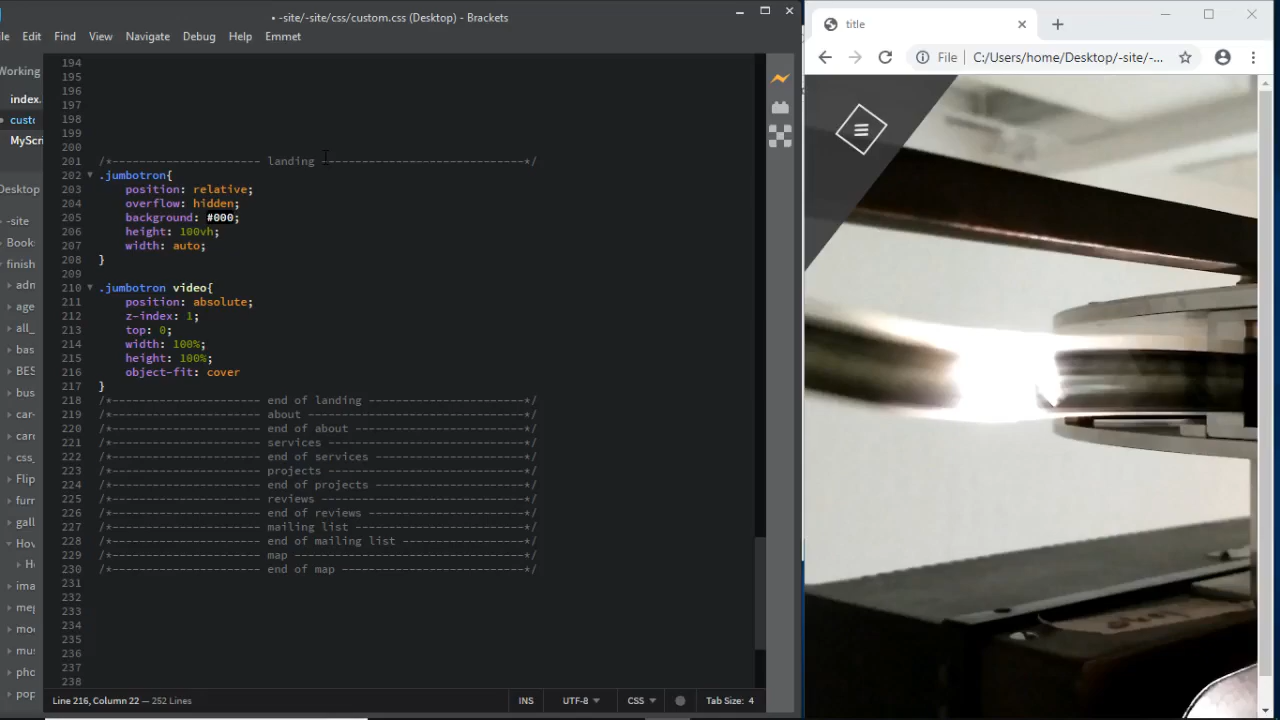 • -site/-site/css/custom.css (Desktop) - Brackets
Edit Find View Navigate Debug Help Emmet
Working
index.
MyScri
Desktop
-site
Book
finish
adn
age
all_
bas
BES
bus
car-
card
css_
Flip
furr
gall
Hov
ima
me
mo
mus
pho
pop
194
195
196
197
198
199
200
201 /*---------------------- landing ------------------------------*/
202 .jumbotron{
203 position: relative;
204 overflow: hidden;
205 background: #000;
206 height: 100vh;
207 width: auto;
208 }
209
210 .jumbotron video{
211 position: absolute;
212 z-index: 1;
213 top: 0;
214 width: 100%;
215 height: 100%;
216 object-fit: cover
217 }
218 /*---------------------- end of landing -----------------------*/
219 /*---------------------- about --------------------------------*/
220 /*---------------------- end of about -------------------------*/
221 /*---------------------- services -----------------------------*/
222 /*---------------------- end of services ----------------------*/
223 /*---------------------- projects -----------------------------*/
224 /*---------------------- end of projects ----------------------*/
225 /*---------------------- reviews ------------------------------*/
226 /*---------------------- end of reviews -----------------------*/
227 /*---------------------- mailing list -------------------------*/
228 /*---------------------- end of mailing list ------------------*/
229 /*---------------------- map ----------------------------------*/
230 /*---------------------- end of map ---------------------------*/
231
232
233
234
235
236
237
238
Line 216, Column 22 — 252 Lines
INS UTF-8 CSS Tab Size: 4
title
File C:/Users/home/Desktop/-site/-...